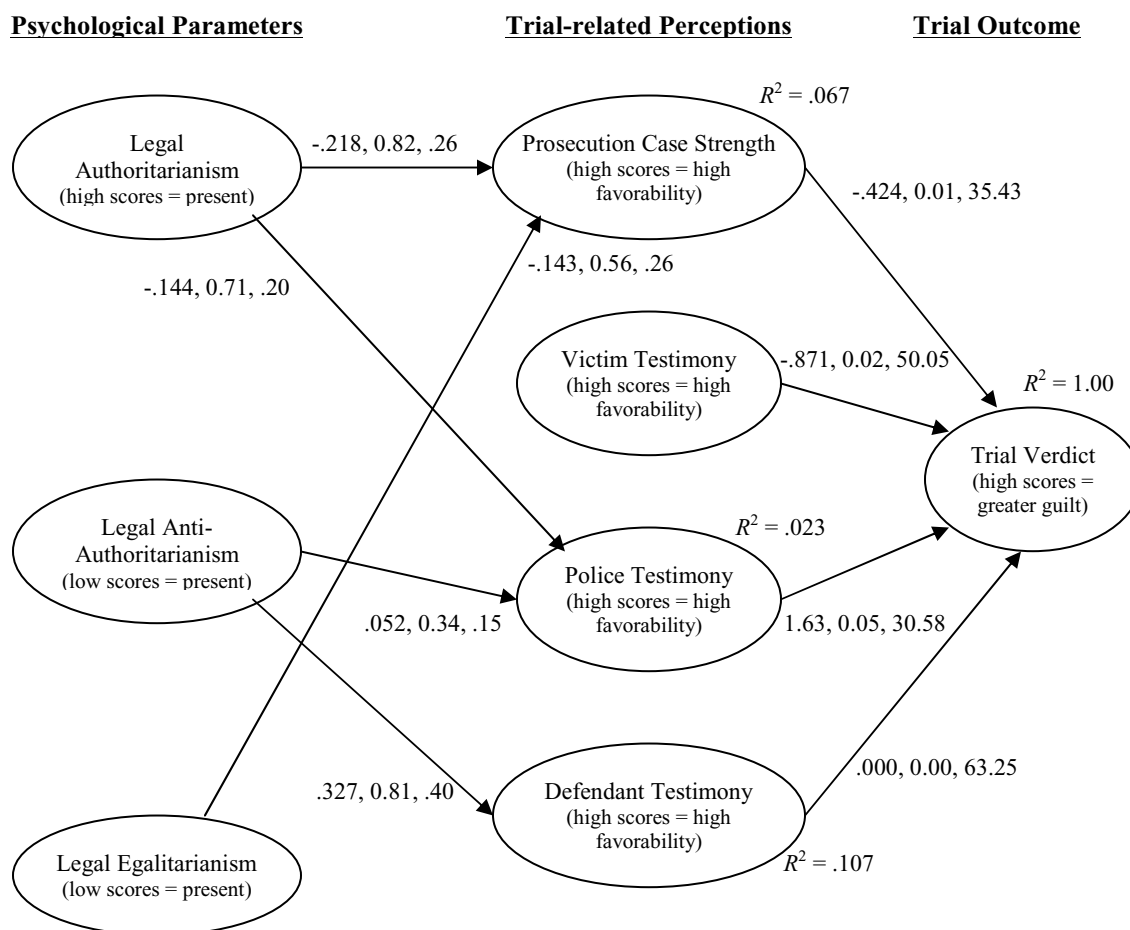 Psychological Parameters
Trial-related Perceptions
Trial Outcome
Legal
Authoritarianism
(high scores = present)
-.218, 0.82, .26
Prosecution Case Strength
(high scores = high
favorability)
R² = .067
-.424, 0.01, 35.43
-.144, 0.71, .20
-.143, 0.56, .26
Victim Testimony
(high scores = high
favorability)
-.871, 0.02, 50.05
R² = 1.00
Trial Verdict
(high scores =
greater guilt)
Legal Anti-
Authoritarianism
(low scores = present)
.052, 0.34, .15
R² = .023
Police Testimony
(high scores = high
favorability)
1.63, 0.05, 30.58
.327, 0.81, .40
Defendant Testimony
(high scores = high
favorability)
.000, 0.00, 63.25
R² = .107
Legal Egalitarianism
(low scores = present)